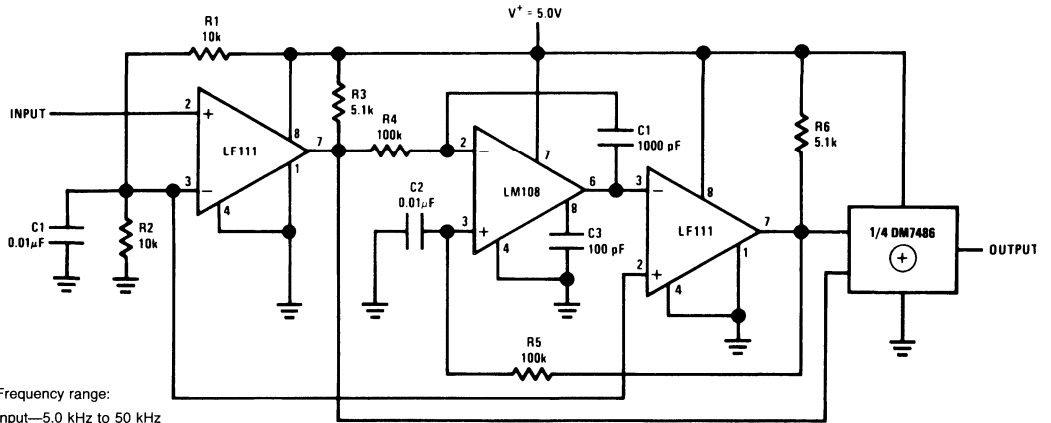 V⁺ = 5.0V
R1
10k
INPUT
2
+
LF111
8
7
1
3
−
4
C1
0.01μF
R2
10k
R3
5.1k
R4
100k
2
−
LM108
7
6
8
3
+
4
C1
1000 pF
C2
0.01μF
C3
100 pF
R5
100k
3
−
LF111
8
7
1
2
+
4
R6
5.1k
1/4 DM7486
+
OUTPUT
Frequency range:
nput—5.0 kHz to 50 kHz